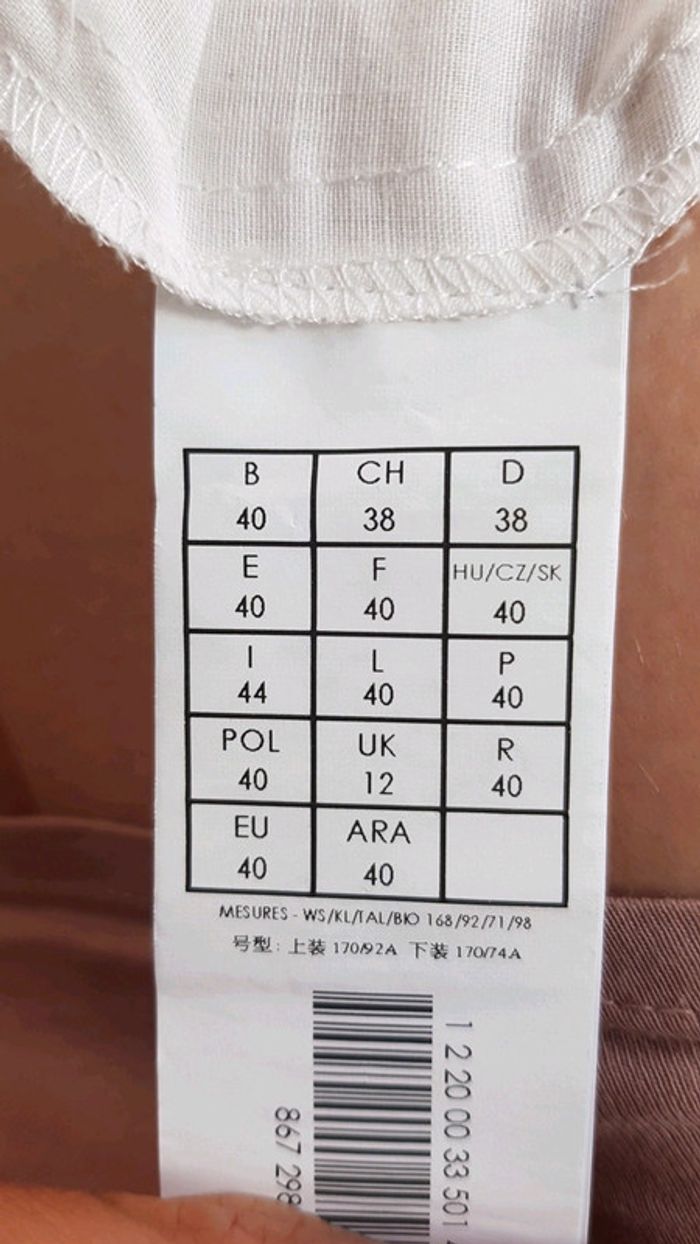 B CH D
40 38 38
E F HU/CZ/SK
40 40 40
I L P
44 40 40
POL UK R
40 12 40
EU ARA
40 40
MESURES - WS/KL/TAL/BIO 168/92/71/98
号型: 上装 170/92A 下装 170/74A
1 2 20 00 33 501
867 298